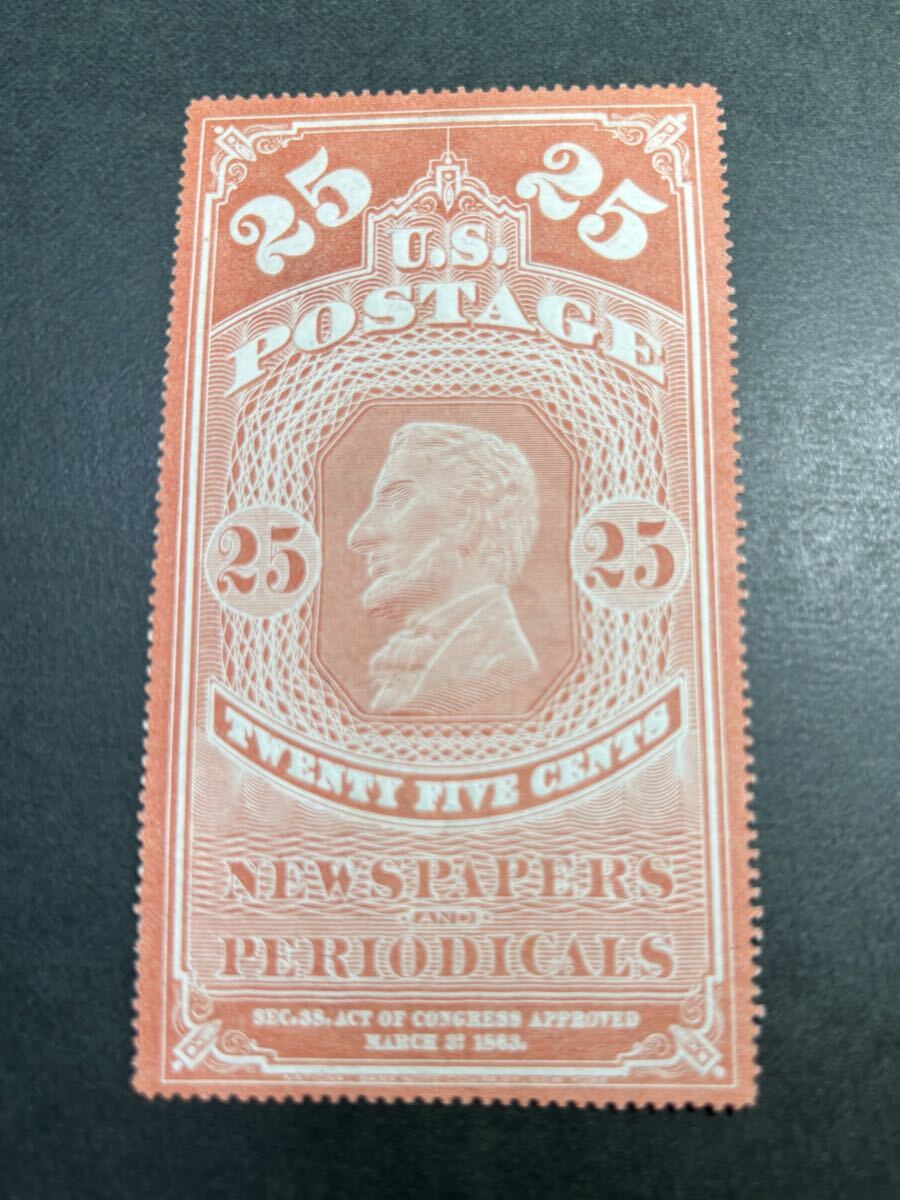 25 25
U.S.
POSTAGE
25 25
TWENTY FIVE CENTS
NEWSPAPERS
AND
PERIODICALS
SEC. 38. ACT OF CONGRESS APPROVED
MARCH 3d 1863.